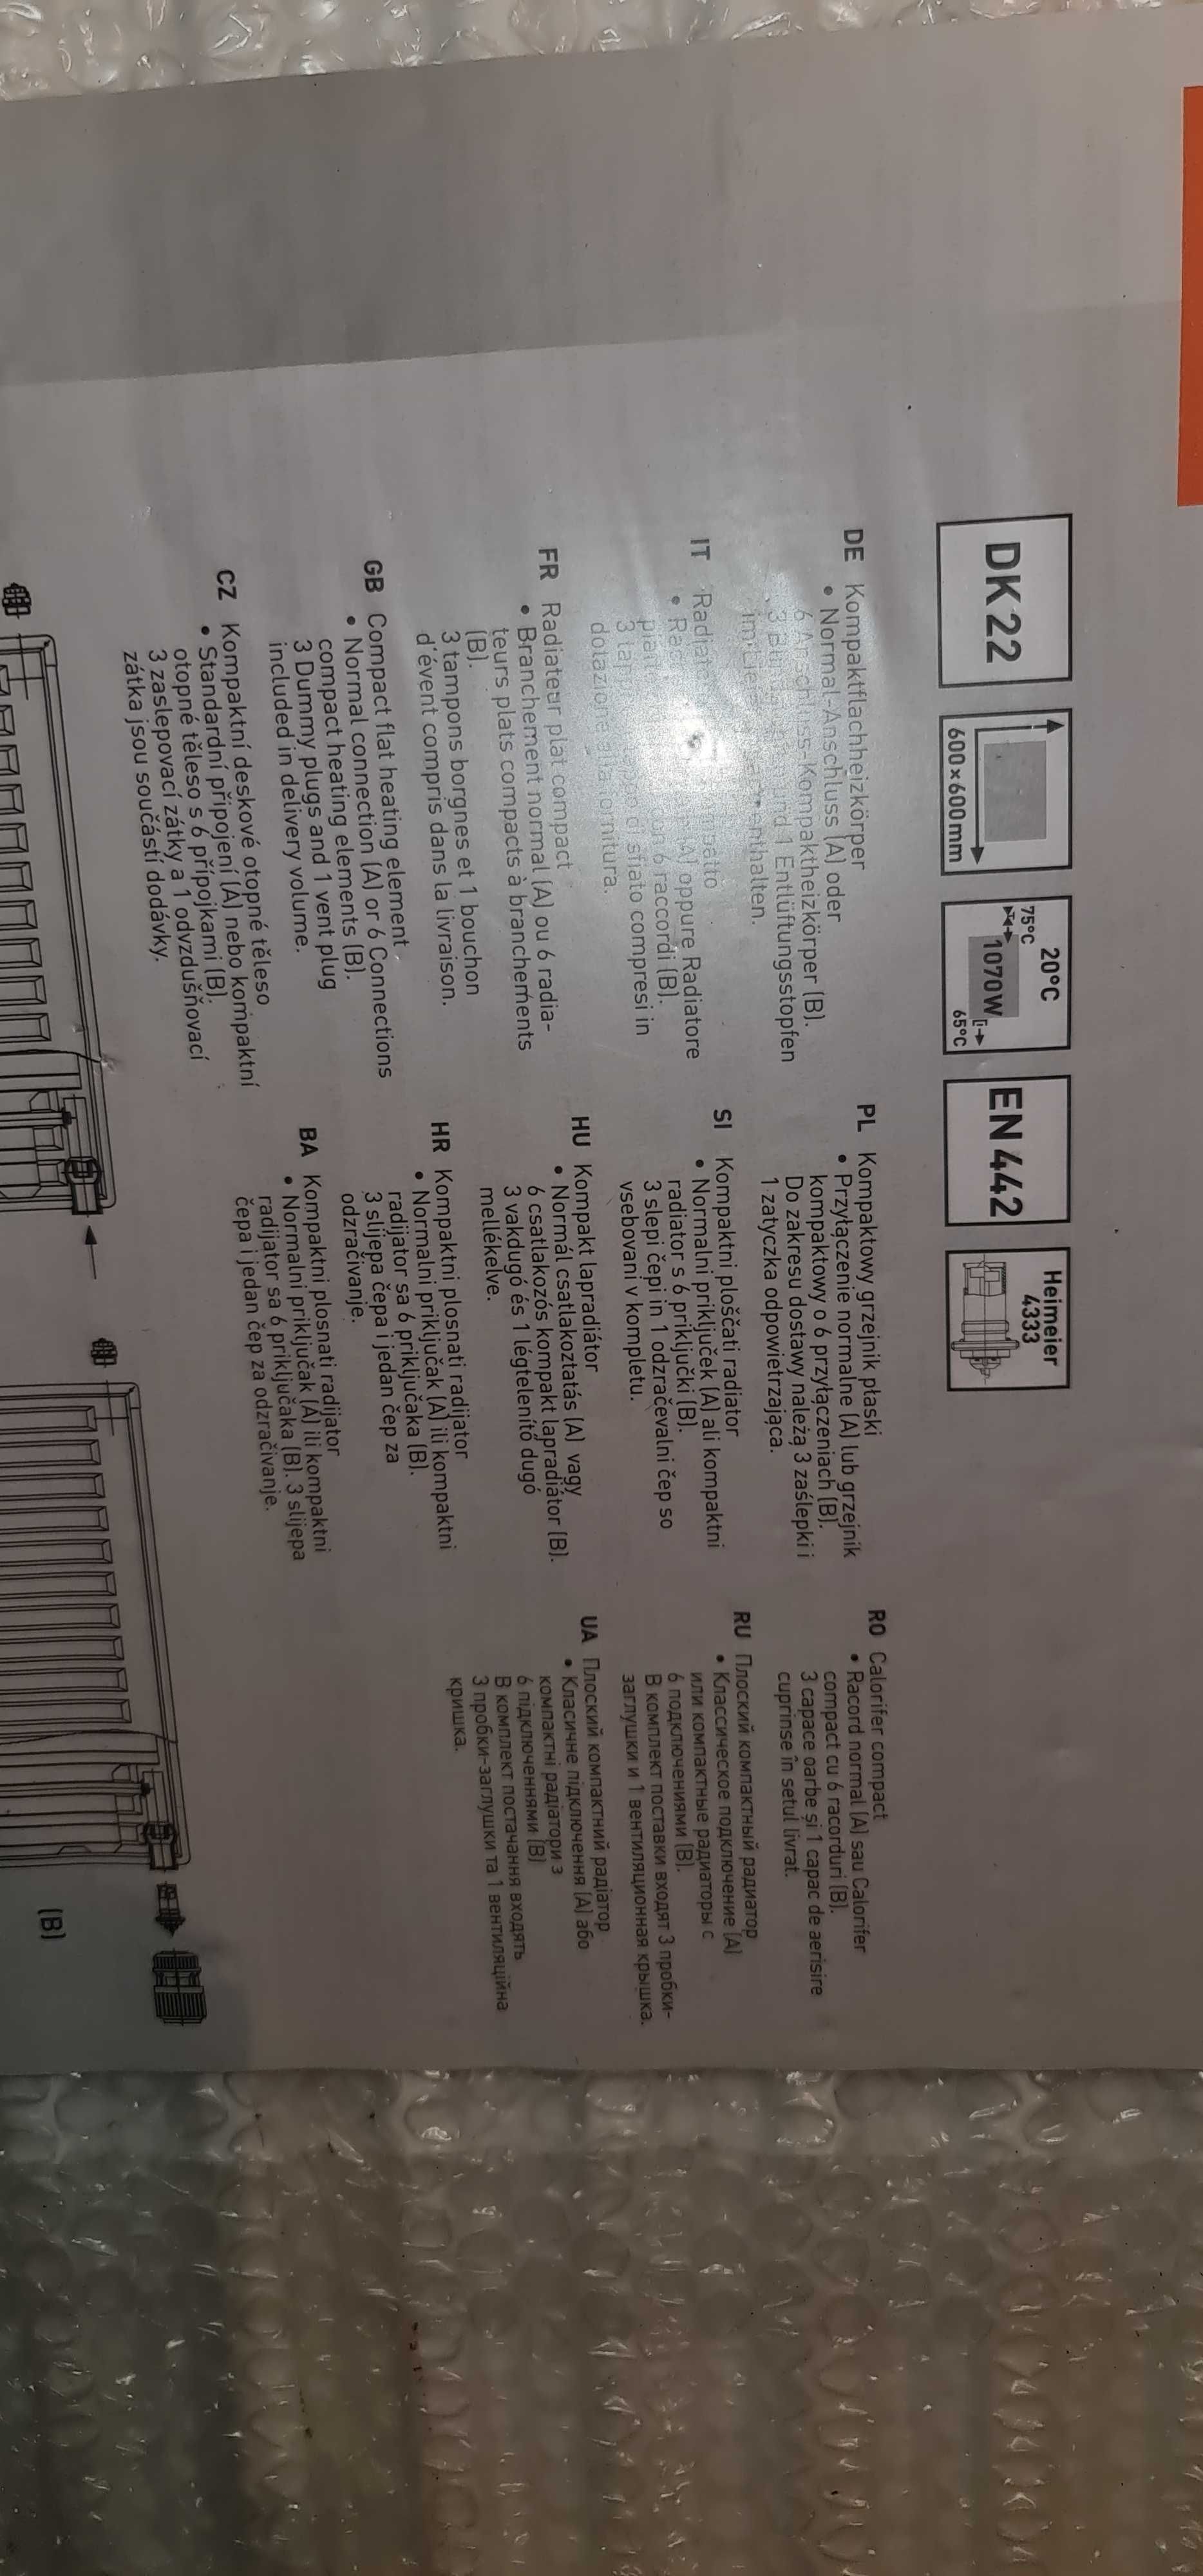 DK 22
600×600mm
20°C
75°C
1070W
65°C
EN 442
Heimeier
4333
DE Kompaktflachheizkörper
• Normal-Anschluss (A) oder
6 Anschluss-Kompaktheizkörper (B).
und 1 Entlüftungsstopfen
enthalten.
IT
oppure Radiatore
6 raccordi (B).
di sfiato compresi in
dotazione alla fornitura.
FR Radiateur plat compact
• Branchement normal (A) ou 6 radia-
teurs plats compacts à branchements
(B).
3 tampons borgnes et 1 bouchon
d'évent compris dans la livraison.
GB Compact flat heating element
• Normal connection (A) or 6 Connections
compact heating elements (B).
3 Dummy plugs and 1 vent plug
included in delivery volume.
CZ Kompaktní deskové otopné těleso
• Standardní připojení (A) nebo kompaktní
otopné těleso s 6 přípojkami (B).
3 zaslepovací zátky a 1 odvzdušňovací
zátka jsou součástí dodávky.
PL Kompaktowy grzejnik płaski
• Przyłączenie normalne (A) lub grzejnik
kompaktowy o 6 przyłączeniach (B).
Do zakresu dostawy należą 3 zaślepki i
1 zatyczka odpowietrzająca.
SI Kompaktni ploščati radiator
• Normalni priključek (A) ali kompaktni
radiator s 6 priključki (B).
3 slepi čepi in 1 odzračevalni čep so
vsebovani v kompletu.
HU Kompakt lapradiátor
• Normál csatlakoztatás (A) vagy
6 csatlakozós kompakt lapradiátor (B).
3 vakdugó és 1 légtelenítő dugó
mellékelve.
HR Kompaktni plosnati radijator
• Normalni priključak (A) ili kompaktni
radijator sa 6 priključaka (B).
3 slijepa čepa i jedan čep za
odzračivanje.
BA Kompaktni plosnati radijator
• Normalni priključak (A) ili kompaktni
radijator sa 6 priključaka (B). 3 slijepa
čepa i jedan čep za odzračivanje.
RO Calorifer compact
• Racord normal (A) sau Calorifer
compact cu 6 racorduri (B).
3 capace oarbe și 1 capac de aerisire
cuprinse în setul livrat.
RU Плоский компактный радиатор
• Классическое подключение (A)
или компактные радиаторы с
6 подключениями (B).
В комплект поставки входят 3 пробки-
заглушки и 1 вентиляционная крышка.
UA Плоский компактний радіатор
• Класичне підключення (A) або
компактні радіатори з
6 підключеннями (B)
В комплект постачання входять
3 пробки-заглушки та 1 вентиляційна
кришка.
(B)